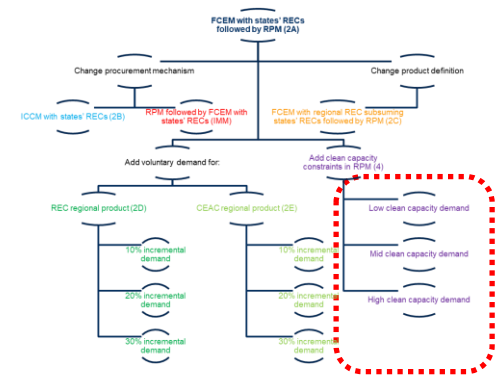 FCEM with states' RECs
followed by RPM (2A)
Change procurement mechanism
Change product definition
ICCM with states' RECs (2B)
RPM followed by FCEM with
states' RECs (IMM)
FCEM with regional REC subsuming
states' RECs followed by RPM (2C)
Add voluntary demand for:
Add clean capacity
constraints in RPM (4)
REC regional product (2D)
CEAC regional product (2E)
Low clean capacity demand
10% incremental
demand
10% incremental
demand
Mid clean capacity demand
20% incremental
demand
20% incremental
demand
High clean capacity demand
30% incremental
demand
30% incremental
demand